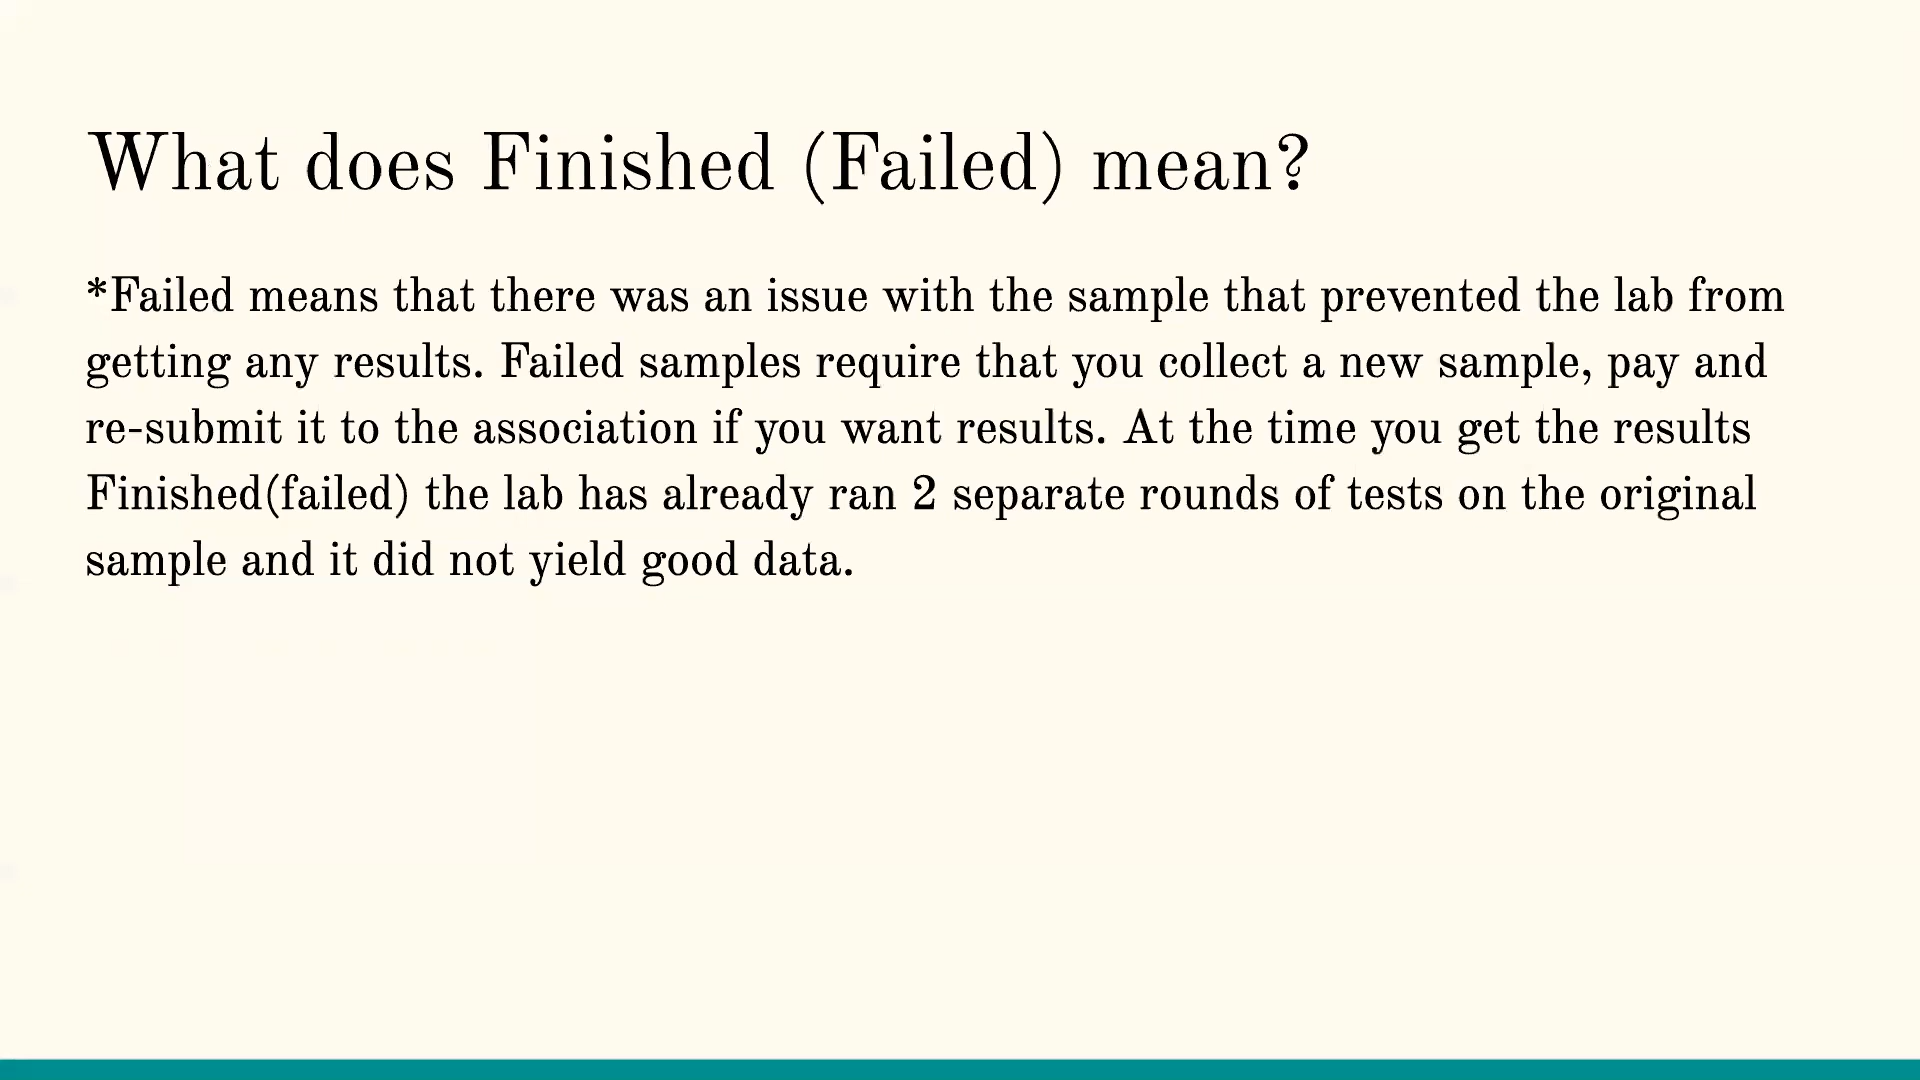 What does Finished (Failed) mean?
*Failed means that there was an issue with the sample that prevented the lab from
getting any results. Failed samples require that you collect a new sample, pay and
re-submit it to the association if you want results. At the time you get the results
Finished(failed) the lab has already ran 2 separate rounds of tests on the original
sample and it did not yield good data.